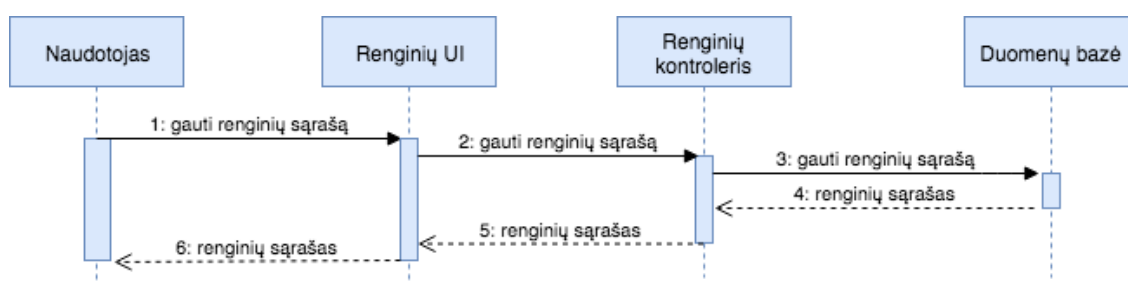 Naudotojas
Renginių UI
Renginių
kontroleris
Duomenų bazė
1: gauti renginių sąrašą
2: gauti renginių sąrašą
3: gauti renginių sąrašą
4: renginių sąrašas
5: renginių sąrašas
6: renginių sąrašas